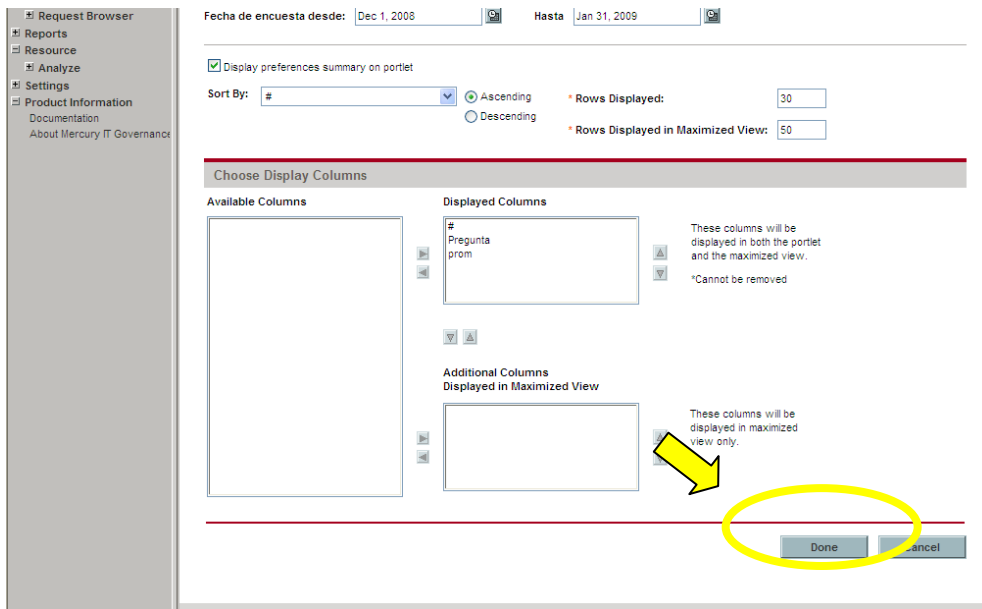 Request Browser
Reports
Resource
Analyze
Settings
Product Information
Documentation
About Mercury IT Governance
Fecha de encuesta desde: Dec 1, 2008 Hasta Jan 31, 2009
Display preferences summary on portlet
Sort By: # Ascending
Descending
* Rows Displayed: 30
* Rows Displayed in Maximized View: 50
Choose Display Columns
Available Columns
Displayed Columns
#
Pregunta
prom
These columns will be
displayed in both the portlet
and the maximized view.
*Cannot be removed
Additional Columns
Displayed in Maximized View
These columns will be
displayed in maximized
view only.
Done
Cancel